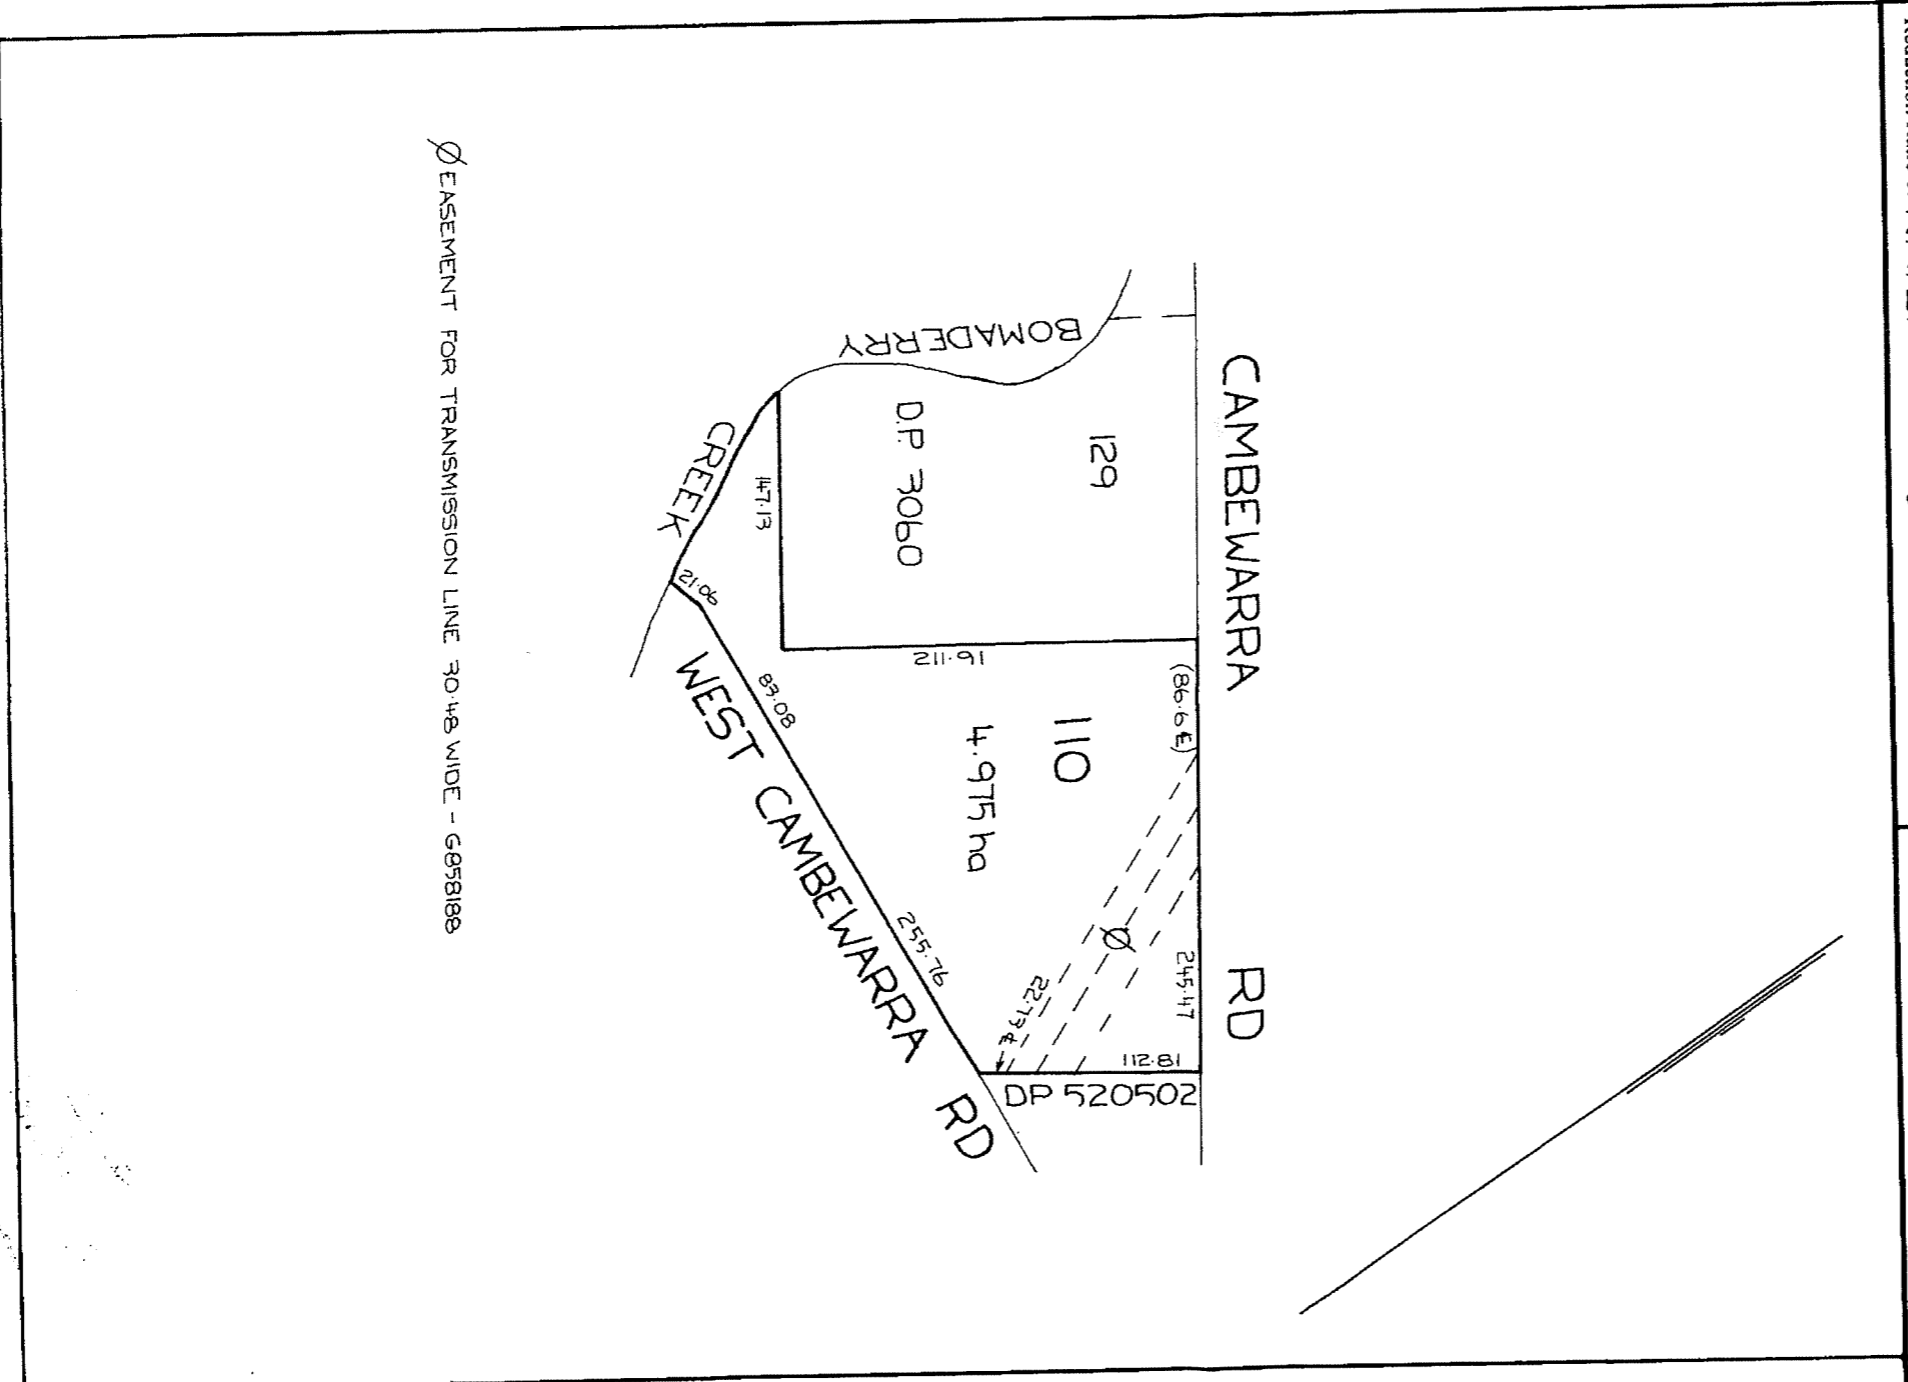 CAMBEWARRA RD
BOMADERRY
CREEK
129
D.P. 3060
147.13
211.91
21.06
(86.6 ℄)
110
4.975 ha
83.08
WEST CAMBEWARRA RD
255.76
245.47
Ø
22.73 ℄
112.81
DP 520502
Ø EASEMENT FOR TRANSMISSION LINE 30.48 WIDE - G858188